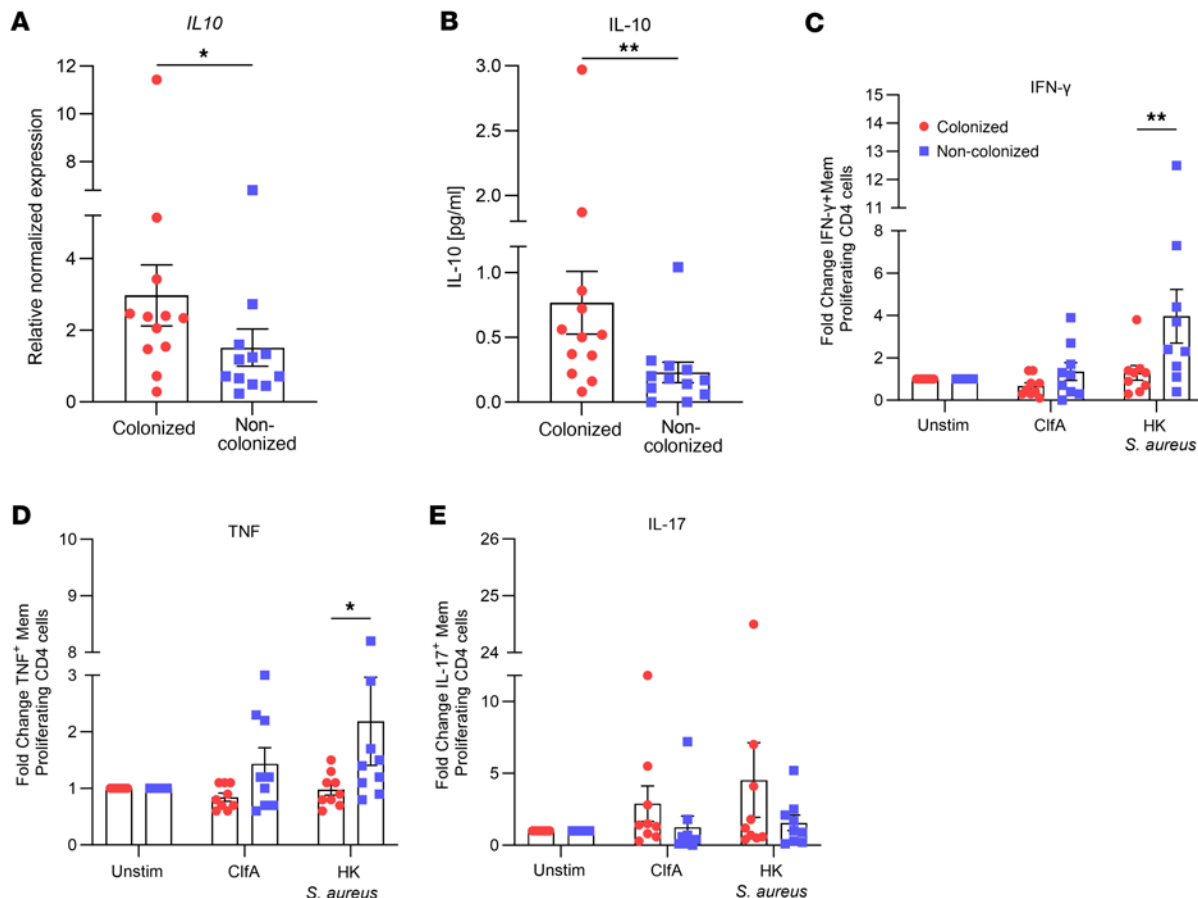 A
IL10
*
Relative normalized expression
12
10
8
6
4
2
0
Colonized
Non-
colonized
B
IL-10
**
IL-10 [pg/ml]
3.0
2.5
2.0
1.0
0.5
0.0
Colonized
Non-
colonized
C
IFN-γ
Colonized
Non-colonized
**
Fold Change IFN-γ+Mem
Proliferating CD4 cells
15
14
13
12
11
8
6
4
2
0
Unstim
ClfA
HK
S. aureus
D
TNF
*
Fold Change TNF+ Mem
Proliferating CD4 cells
10
9
8
3
2
1
0
Unstim
ClfA
HK
S. aureus
E
IL-17
Fold Change IL-17+ Mem
Proliferating CD4 cells
26
25
24
10
5
0
Unstim
ClfA
HK
S. aureus